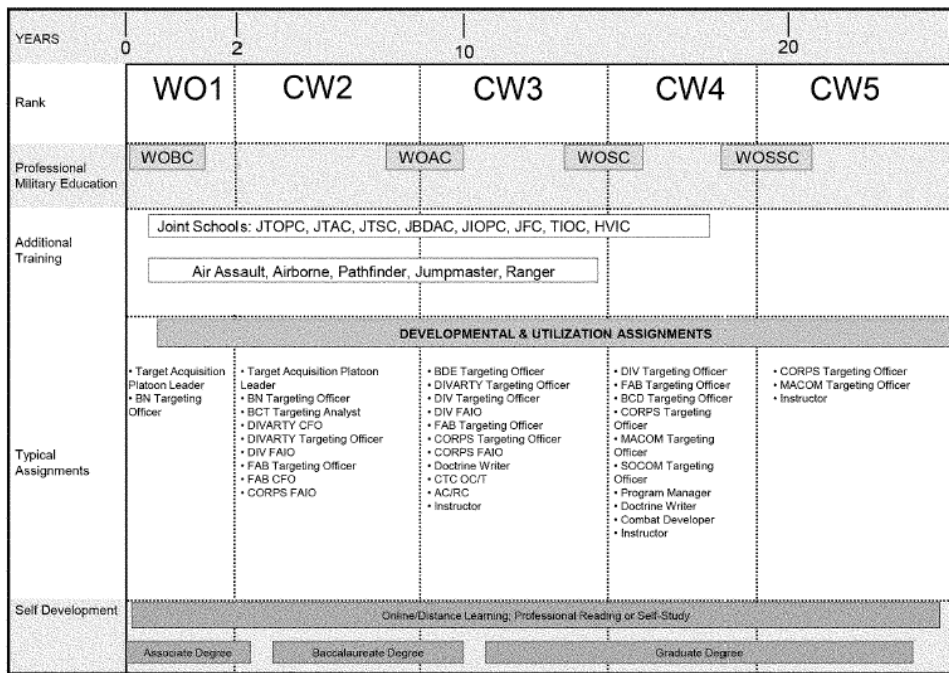 YEARS
0 2 10 20
Rank
WO1 CW2 CW3 CW4 CW5
Professional
Military Education
WOBC WOAC WOSC WOSSC
Additional
Training
Joint Schools: JTOPC, JTAC, JTSC, JBDAC, JIOPC, JFC, TIOC, HVIC
Air Assault, Airborne, Pathfinder, Jumpmaster, Ranger
DEVELOPMENTAL & UTILIZATION ASSIGNMENTS
Typical
Assignments
• Target Acquisition
Platoon Leader
• BN Targeting
Officer
• Target Acquisition Platoon
Leader
• BN Targeting Officer
• BCT Targeting Analyst
• DIVARTY CFO
• DIVARTY Targeting Officer
• DIV FAIO
• FAB Targeting Officer
• FAB CFO
• CORPS FAIO
• BDE Targeting Officer
• DIVARTY Targeting Officer
• DIV Targeting Officer
• DIV FAIO
• FAB Targeting Officer
• CORPS Targeting Officer
• CORPS FAIO
• Doctrine Writer
• CTC OC/T
• AC/RC
• Instructor
• DIV Targeting Officer
• FAB Targeting Officer
• BCD Targeting Officer
• CORPS Targeting
Officer
• MACOM Targeting
Officer
• SOCOM Targeting
Officer
• Program Manager
• Doctrine Writer
• Combat Developer
• Instructor
• CORPS Targeting Officer
• MACOM Targeting Officer
• Instructor
Self Development
Online/Distance Learning; Professional Reading or Self-Study
Associate Degree Baccalaureate Degree Graduate Degree